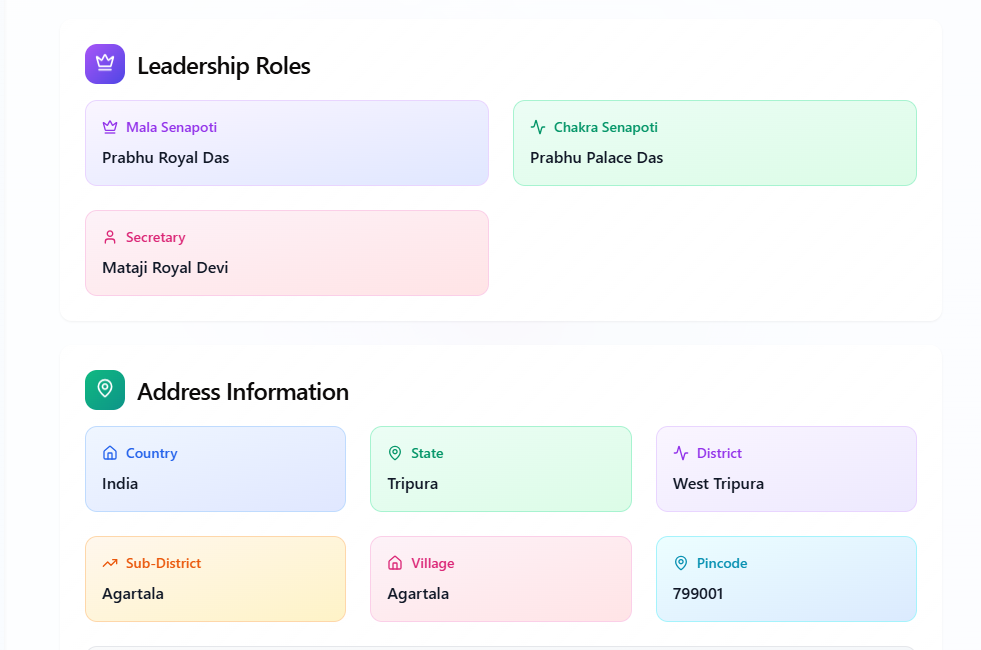 Leadership Roles
Mala Senapoti
Prabhu Royal Das
Chakra Senapoti
Prabhu Palace Das
Secretary
Mataji Royal Devi
Address Information
Country
India
State
Tripura
District
West Tripura
Sub-District
Agartala
Village
Agartala
Pincode
799001